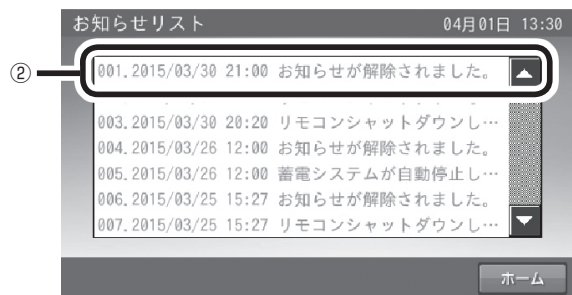 お知らせリスト 04月01日 13:30
② 001.2015/03/30 21:00 お知らせが解除されました。
003.2015/03/30 20:20 リモコンシャットダウンし…
004.2015/03/26 12:00 お知らせが解除されました。
005.2015/03/26 12:00 蓄電システムが自動停止し…
006.2015/03/25 15:27 お知らせが解除されました。
007.2015/03/25 15:27 リモコンシャットダウンし…
ホーム